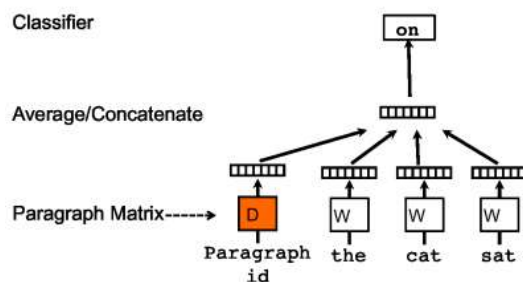 Classifier
on
Average/Concatenate
Paragraph Matrix
D
W
W
W
Paragraph
id
the
cat
sat